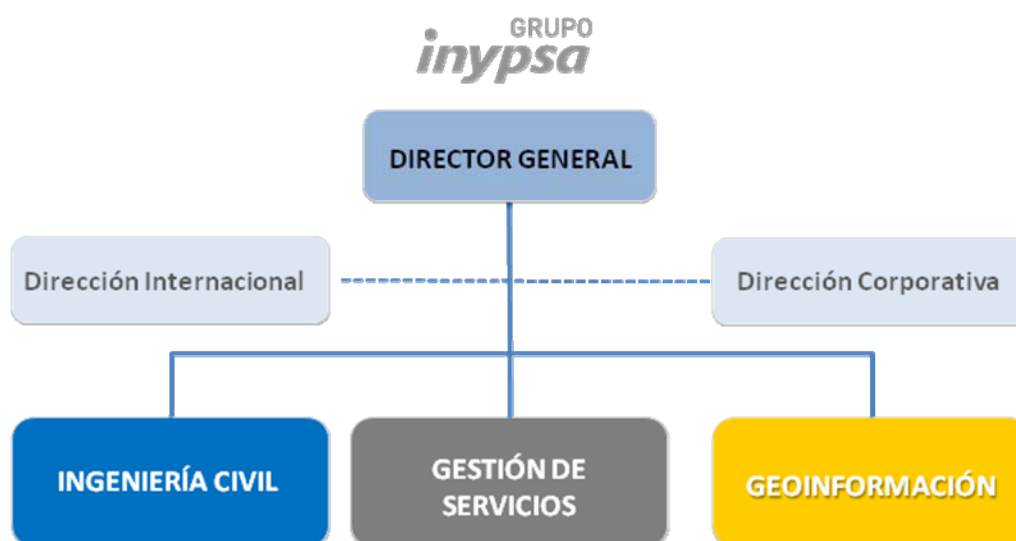 GRUPO
inypsa
DIRECTOR GENERAL
Dirección Internacional
Dirección Corporativa
INGENIERÍA CIVIL
GESTIÓN DE
SERVICIOS
GEOINFORMACIÓN